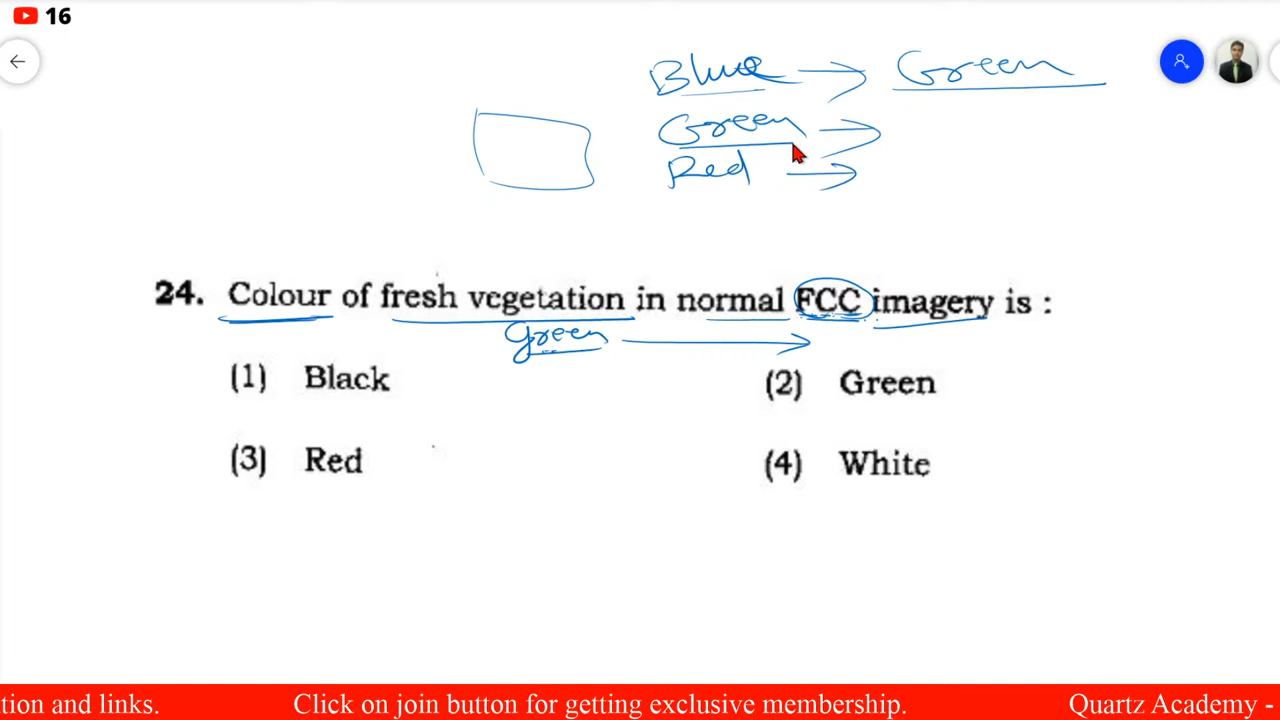 16
Blue → Green
Green →
Red →
24. Colour of fresh vegetation in normal FCC imagery is :
green →
(1) Black
(2) Green
(3) Red
(4) White
tion and links. Click on join button for getting exclusive membership. Quartz Academy -